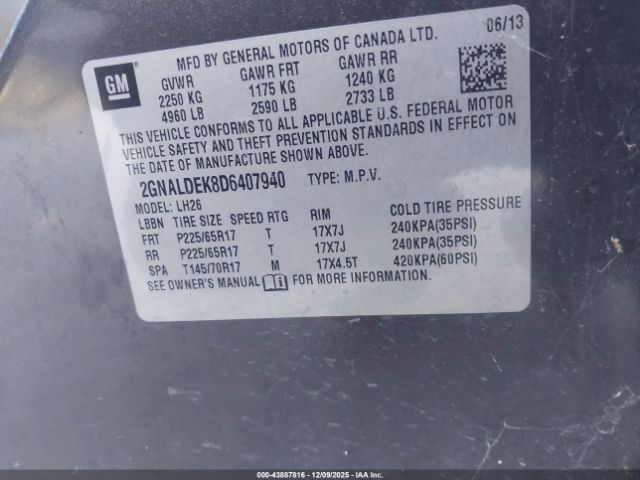 GM
MFD BY GENERAL MOTORS OF CANADA LTD. 06/13
GVWR GAWR FRT GAWR RR
2250 KG 1175 KG 1240 KG
4960 LB 2590 LB 2733 LB
THIS VEHICLE CONFORMS TO ALL APPLICABLE U.S. FEDERAL MOTOR
VEHICLE SAFETY AND THEFT PREVENTION STANDARDS IN EFFECT ON
THE DATE OF MANUFACTURE SHOWN ABOVE.
2GNALDEK8D6407940 TYPE: M.P.V.
MODEL: LH26
LBBN TIRE SIZE SPEED RTG RIM COLD TIRE PRESSURE
FRT P225/65R17 T 17X7J 240KPA(35PSI)
RR P225/65R17 T 17X7J 240KPA(35PSI)
SPA T145/70R17 M 17X4.5T 420KPA(60PSI)
SEE OWNER'S MANUAL FOR MORE INFORMATION.
000-43887816 - 12/09/2025 - IAA Inc.